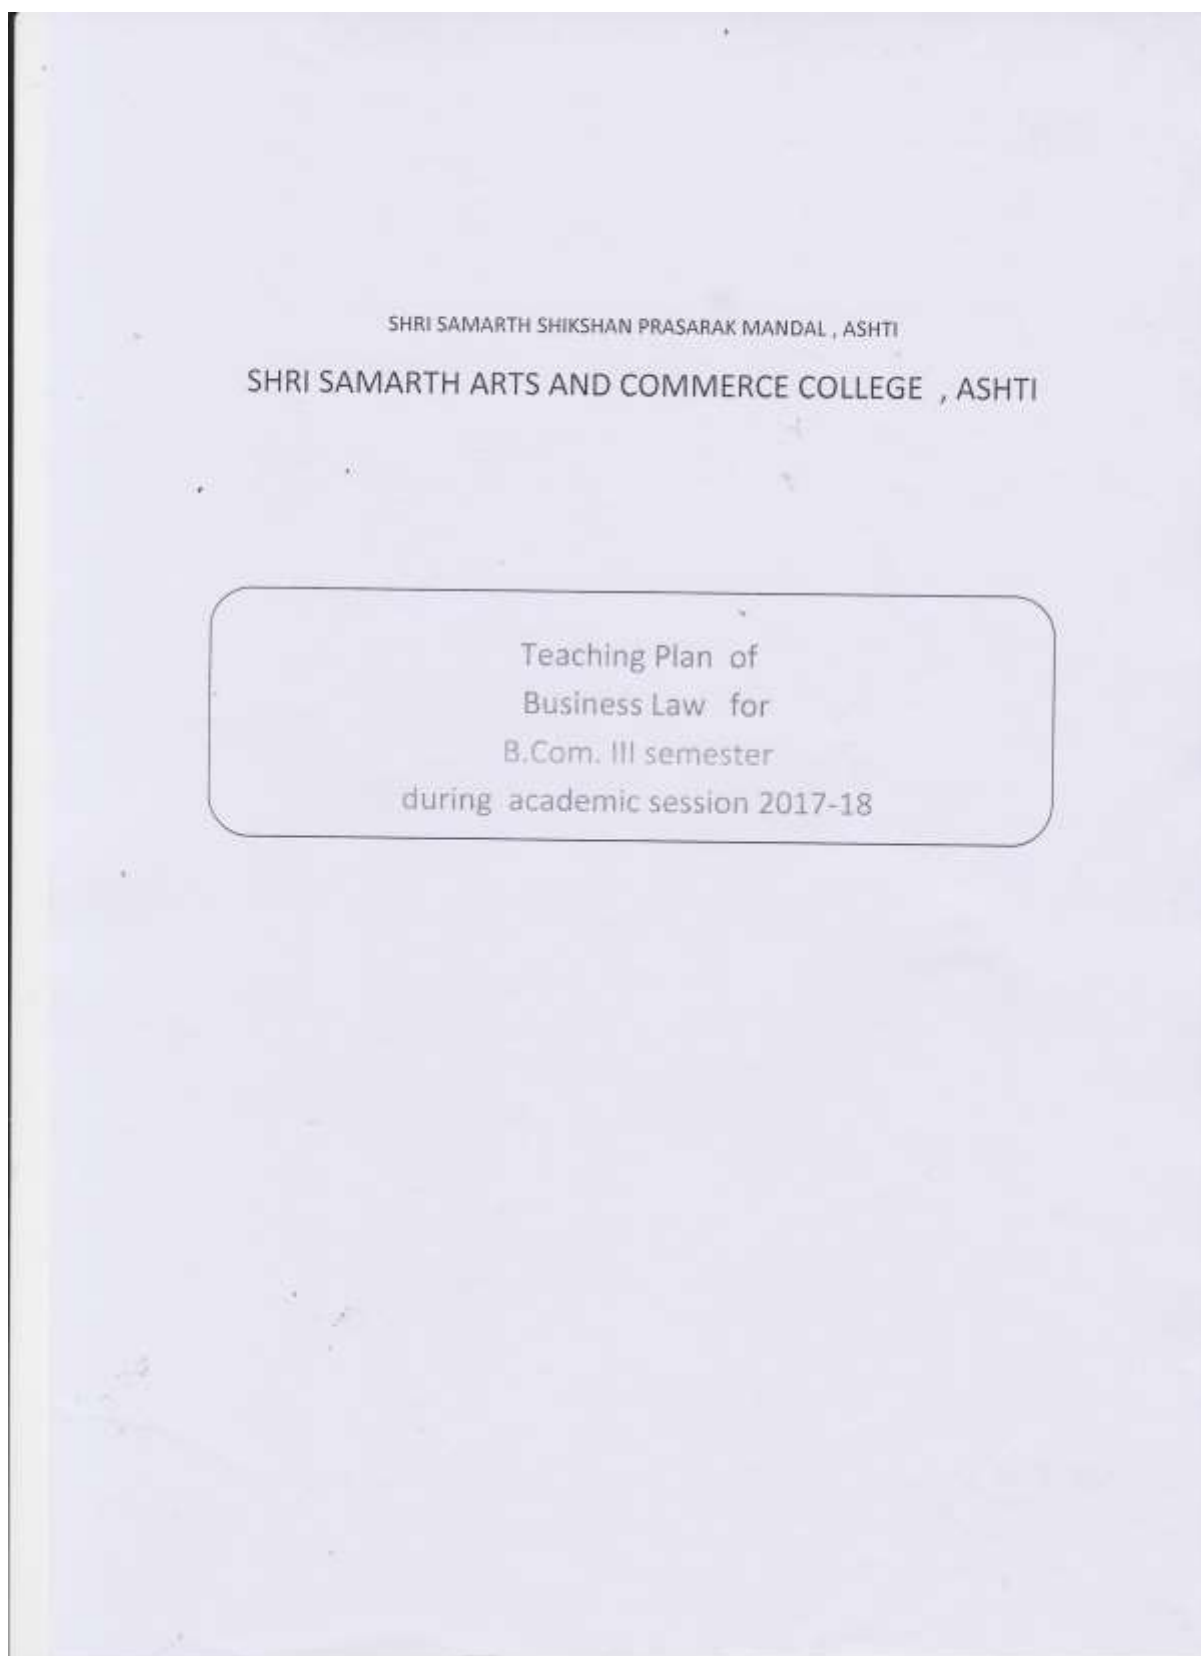 SHRI SAMARTH SHIKSHAN PRASARAK MANDAL , ASHTI
SHRI SAMARTH ARTS AND COMMERCE COLLEGE , ASHTI
Teaching Plan of
Business Law for
B.Com. III semester
during academic session 2017-18